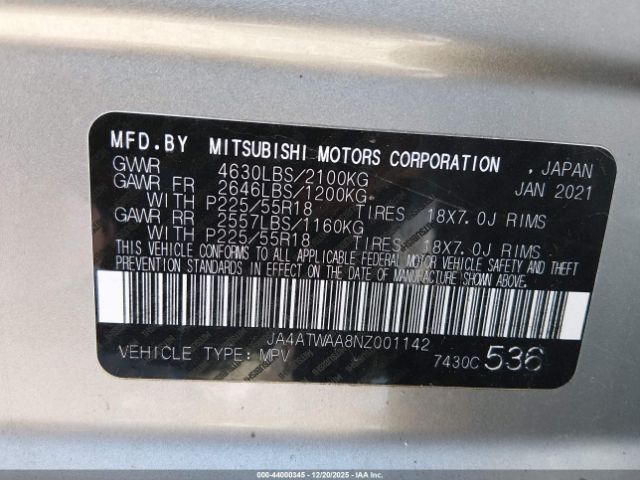 MFD.BY MITSUBISHI MOTORS CORPORATION . JAPAN
GVWR 4630LBS/2100KG JAN 2021
GAWR FR 2646LBS/1200KG
WITH P225/55R18 TIRES 18X7.0J RIMS
GAWR RR 2557LBS/1160KG
WITH P225/55R18 TIRES 18X7.0J RIMS
THIS VEHICLE CONFORMS TO ALL APPLICABLE FEDERAL MOTOR VEHICLE SAFETY AND THEFT
PREVENTION STANDARDS IN EFFECT ON THE DATE OF MANUFACTURE SHOWN ABOVE.
JA4ATWAA8NZ001142
VEHICLE TYPE: MPV 7430C 536
000-44000345 | 12/20/2025 - IAA